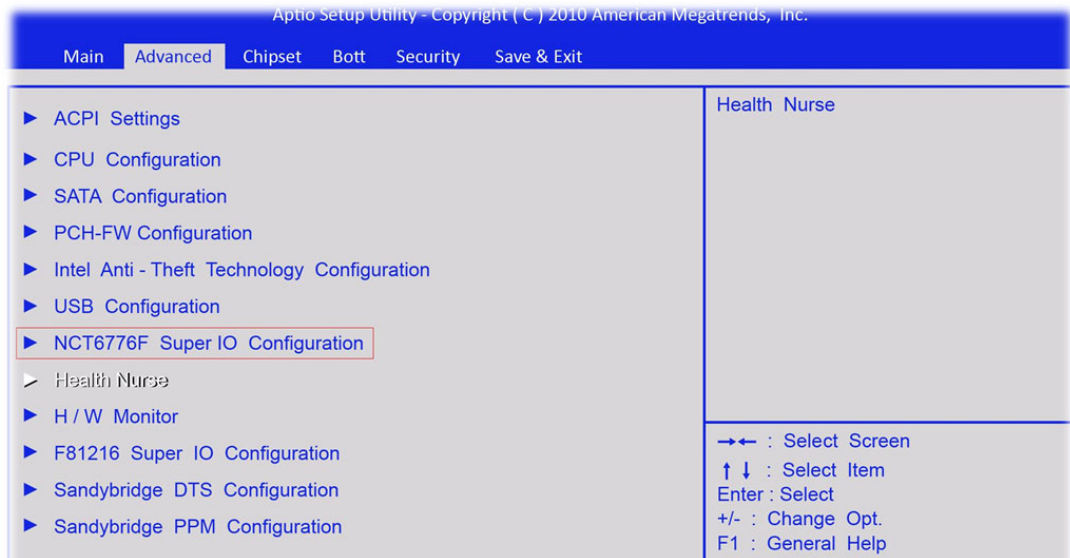 Aptio Setup Utility - Copyright ( C ) 2010 American Megatrends, Inc.
Main Advanced Chipset Bott Security Save & Exit
ACPI Settings
CPU Configuration
SATA Configuration
PCH-FW Configuration
Intel Anti - Theft Technology Configuration
USB Configuration
NCT6776F Super IO Configuration
Health Nurse
H / W Monitor
F81216 Super IO Configuration
Sandybridge DTS Configuration
Sandybridge PPM Configuration
Health Nurse
→← : Select Screen
↑ ↓ : Select Item
Enter : Select
+/- : Change Opt.
F1 : General Help